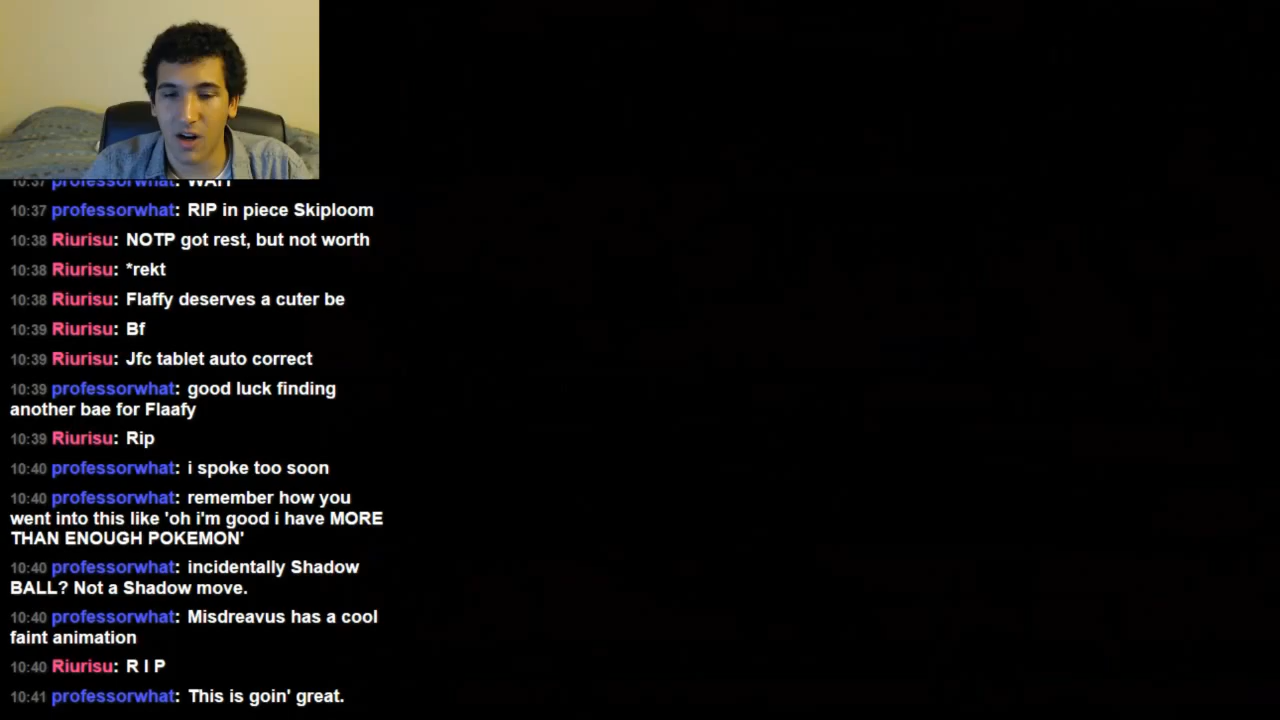 10:37 professorwhat: WAIT
10:37 professorwhat: RIP in piece Skiploom
10:38 Riurisu: NOTP got rest, but not worth
10:38 Riurisu: *rekt
10:38 Riurisu: Flaffy deserves a cuter be
10:39 Riurisu: Bf
10:39 Riurisu: Jfc tablet auto correct
10:39 professorwhat: good luck finding
another bae for Flaafy
10:39 Riurisu: Rip
10:40 professorwhat: i spoke too soon
10:40 professorwhat: remember how you
went into this like 'oh i'm good i have MORE
THAN ENOUGH POKEMON'
10:40 professorwhat: incidentally Shadow
BALL? Not a Shadow move.
10:40 professorwhat: Misdreavus has a cool
faint animation
10:40 Riurisu: R I P
10:41 professorwhat: This is goin' great.